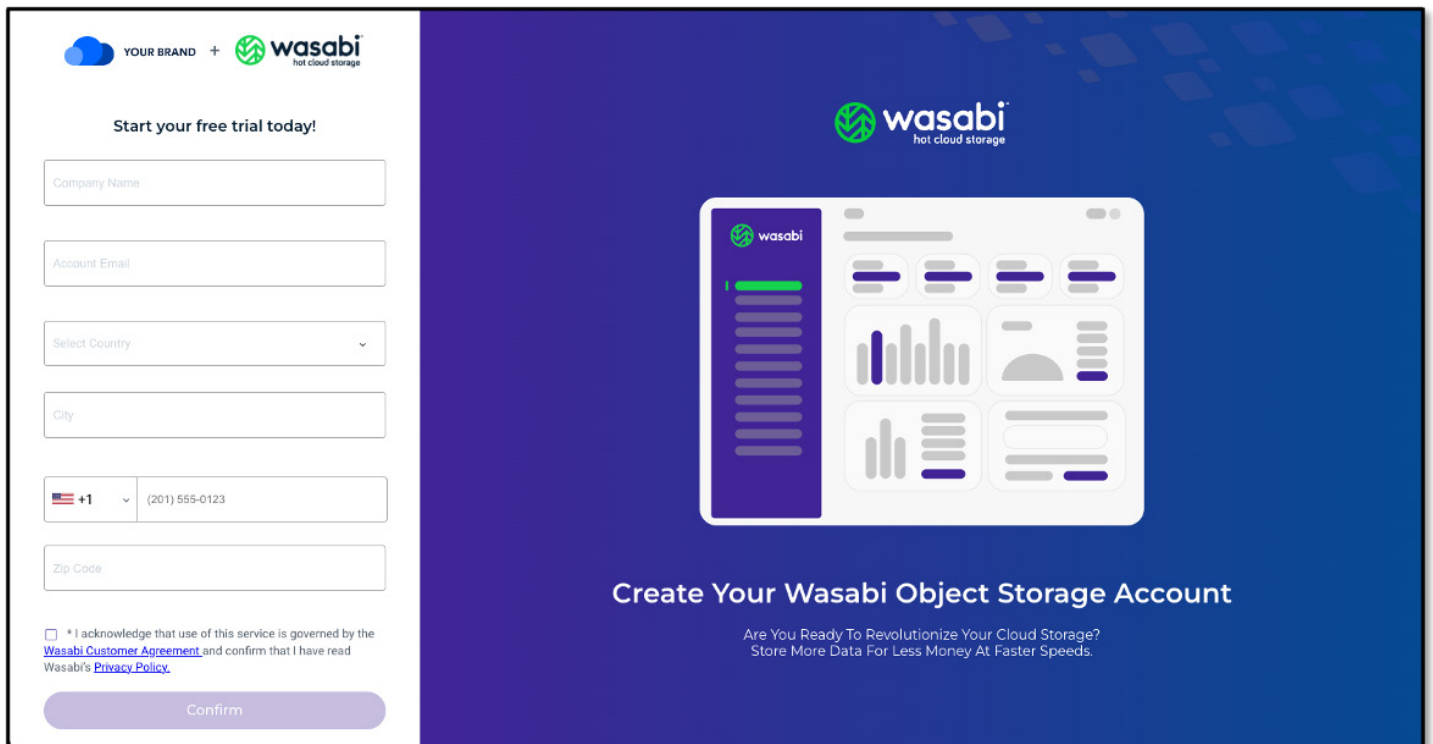 YOUR BRAND + wasabi
hot cloud storage
Start your free trial today!
Company Name
Account Email
Select Country
City
+1 (201) 555-0123
Zip Code
* I acknowledge that use of this service is governed by the
Wasabi Customer Agreement and confirm that I have read
Wasabi's Privacy Policy.
Confirm
wasabi
hot cloud storage
wasabi
Create Your Wasabi Object Storage Account
Are You Ready To Revolutionize Your Cloud Storage?
Store More Data For Less Money At Faster Speeds.